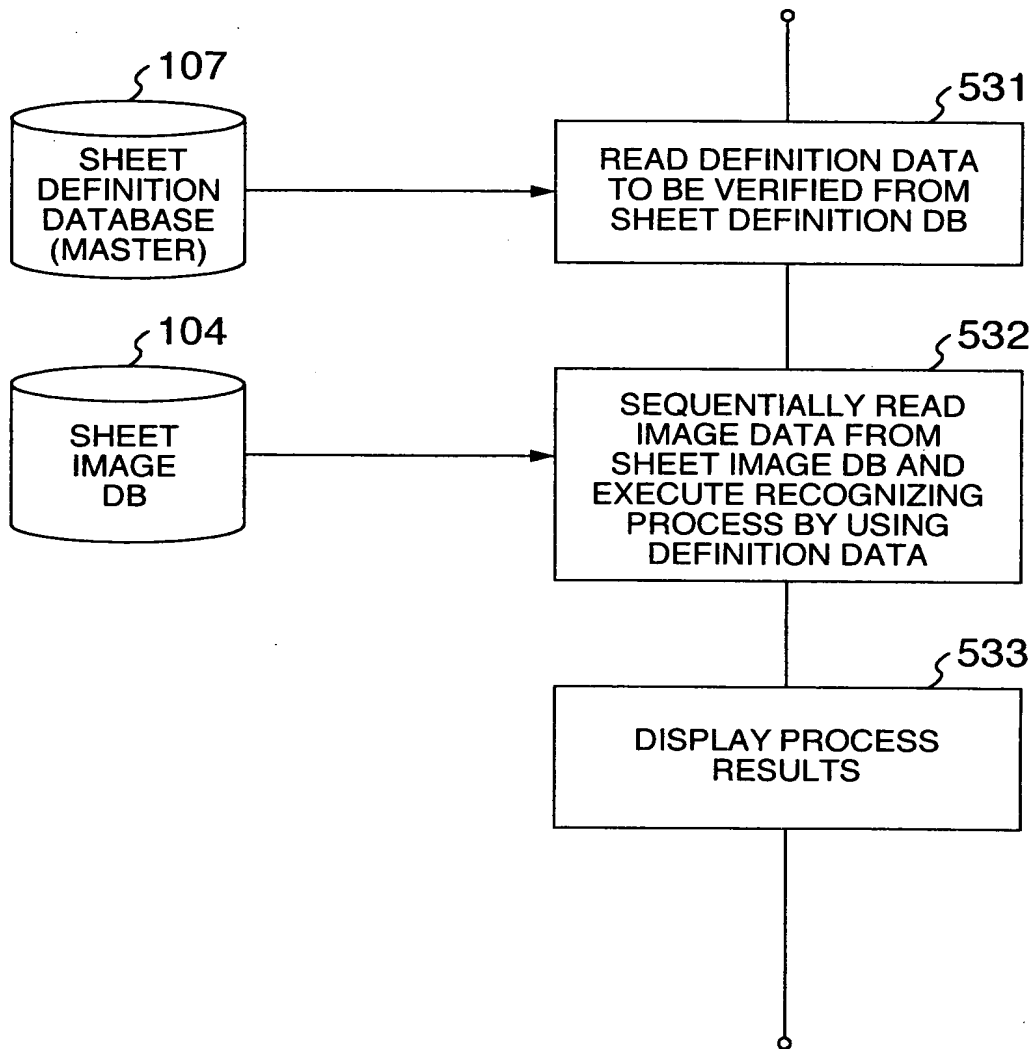 107
SHEET
DEFINITION
DATABASE
(MASTER)
531
READ DEFINITION DATA
TO BE VERIFIED FROM
SHEET DEFINITION DB
104
SHEET
IMAGE
DB
532
SEQUENTIALLY READ
IMAGE DATA FROM
SHEET IMAGE DB AND
EXECUTE RECOGNIZING
PROCESS BY USING
DEFINITION DATA
533
DISPLAY PROCESS
RESULTS